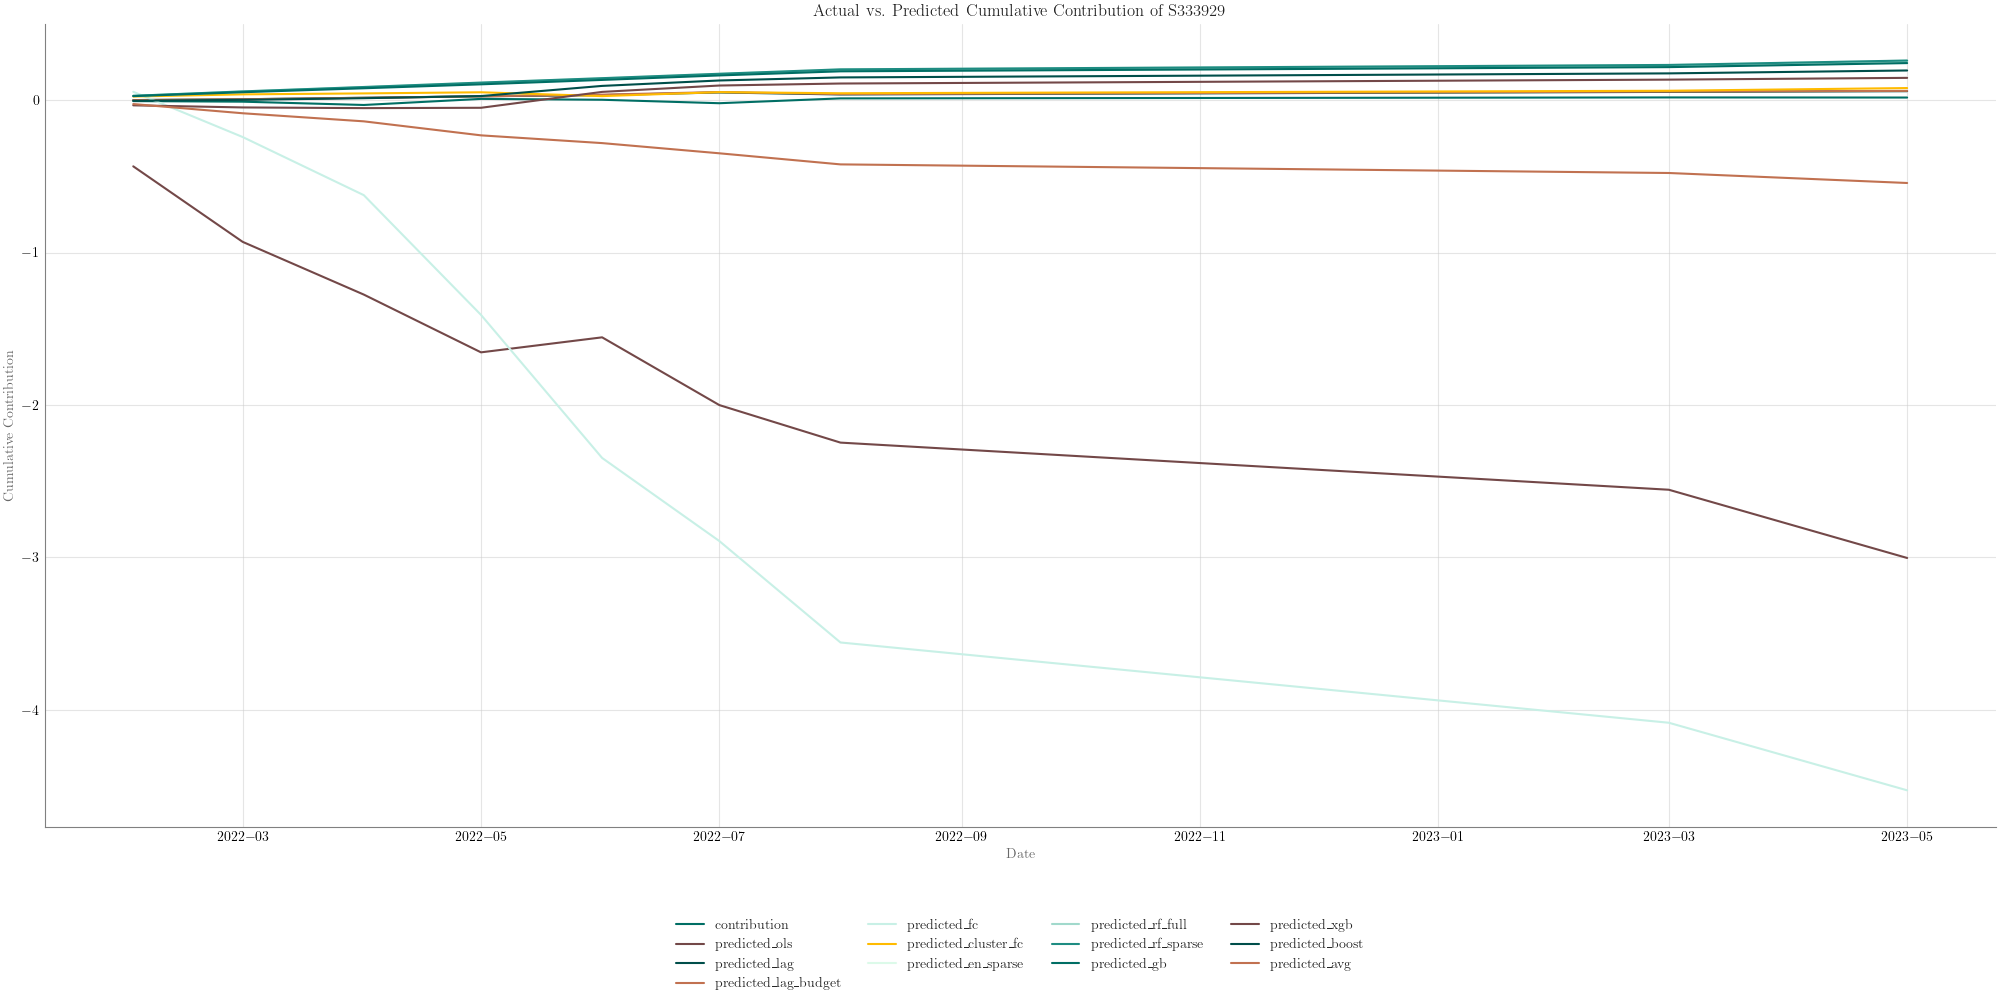 Actual vs. Predicted Cumulative Contribution of S333929
Cumulative Contribution
0
−1
−2
−3
−4
2022−03 2022−05 2022−07 2022−09 2022−11 2023−01 2023−03 2023−05
Date
contribution predicted_fc predicted_rf_full predicted_xgb
predicted_ols predicted_cluster_fc predicted_rf_sparse predicted_boost
predicted_lag predicted_en_sparse predicted_gb predicted_avg
predicted_lag_budget